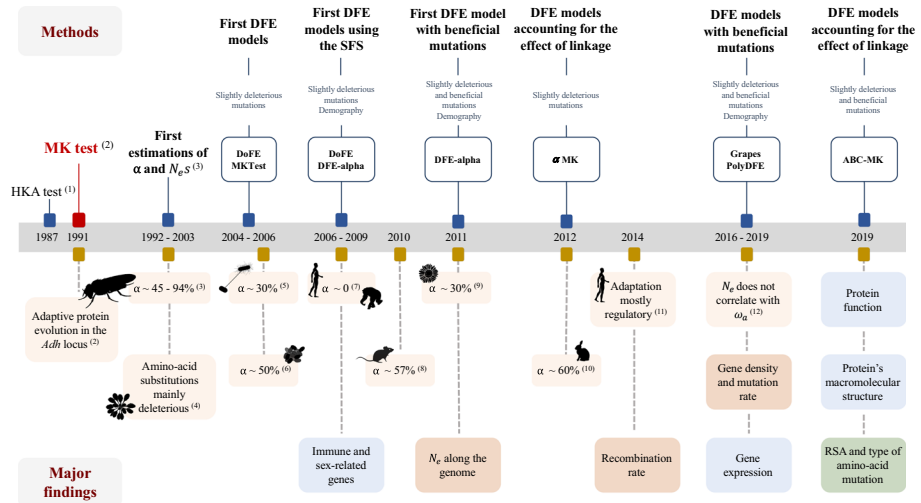 Methods
HKA test (1)
MK test (2)
First
estimations of
α and Nₑs (3)
First DFE
models
Slightly deleterious
mutations
DoFE
MKTest
First DFE
models using
the SFS
Slightly deleterious
mutations
Demography
DoFE
DFE-alpha
First DFE model
with beneficial
mutations
Slightly deleterious
and beneficial
mutations
Demography
DFE-alpha
DFE models
accounting for the
effect of linkage
Slightly deleterious
mutations
α MK
DFE models
with beneficial
mutations
Slightly deleterious
and beneficial
mutations
Demography
Grapes
PolyDFE
DFE models
accounting for the
effect of linkage
Slightly deleterious
and beneficial
mutations
ABC-MK
1987
1991
1992 - 2003
2004 - 2006
2006 - 2009
2010
2011
2012
2014
2016 - 2019
2019
Adaptive protein
evolution in the
Adh locus (2)
α ~ 45 - 94% (3)
Amino-acid
substitutions
mainly
deleterious (4)
α ~ 30% (5)
α ~ 50% (6)
α ~ 0 (7)
Immune and
sex-related
genes
α ~ 57% (8)
α ~ 30% (9)
Nₑ along the
genome
α ~ 60% (10)
Adaptation
mostly
regulatory (11)
Recombination
rate
Nₑ does not
correlate with
ωₐ (12)
Gene density
and mutation
rate
Gene
expression
Protein
function
Protein's
macromolecular
structure
RSA and type of
amino-acid
mutation
Major
findings